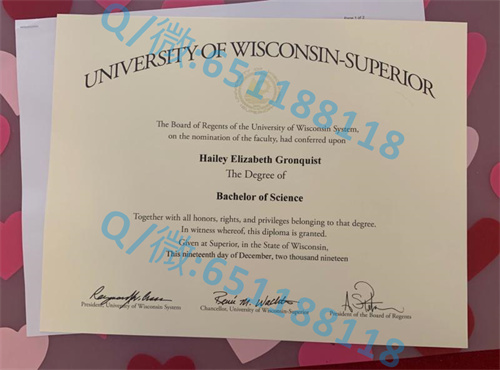 UNIVERSITY OF WISCONSIN-SUPERIOR
The Board of Regents of the University of Wisconsin System,
on the nomination of the faculty, had conferred upon
Hailey Elizabeth Gronquist
The Degree of
Bachelor of Science
Together with all honors, rights, and privileges belonging to that degree.
In witness whereof, this diploma is granted.
Given at Superior, in the State of Wisconsin,
This nineteenth day of December, two thousand nineteen
President, University of Wisconsin System
Chancellor, University of Wisconsin-Superior
President of the Board of Regents
Q/微:651188118
Q/微:651188118